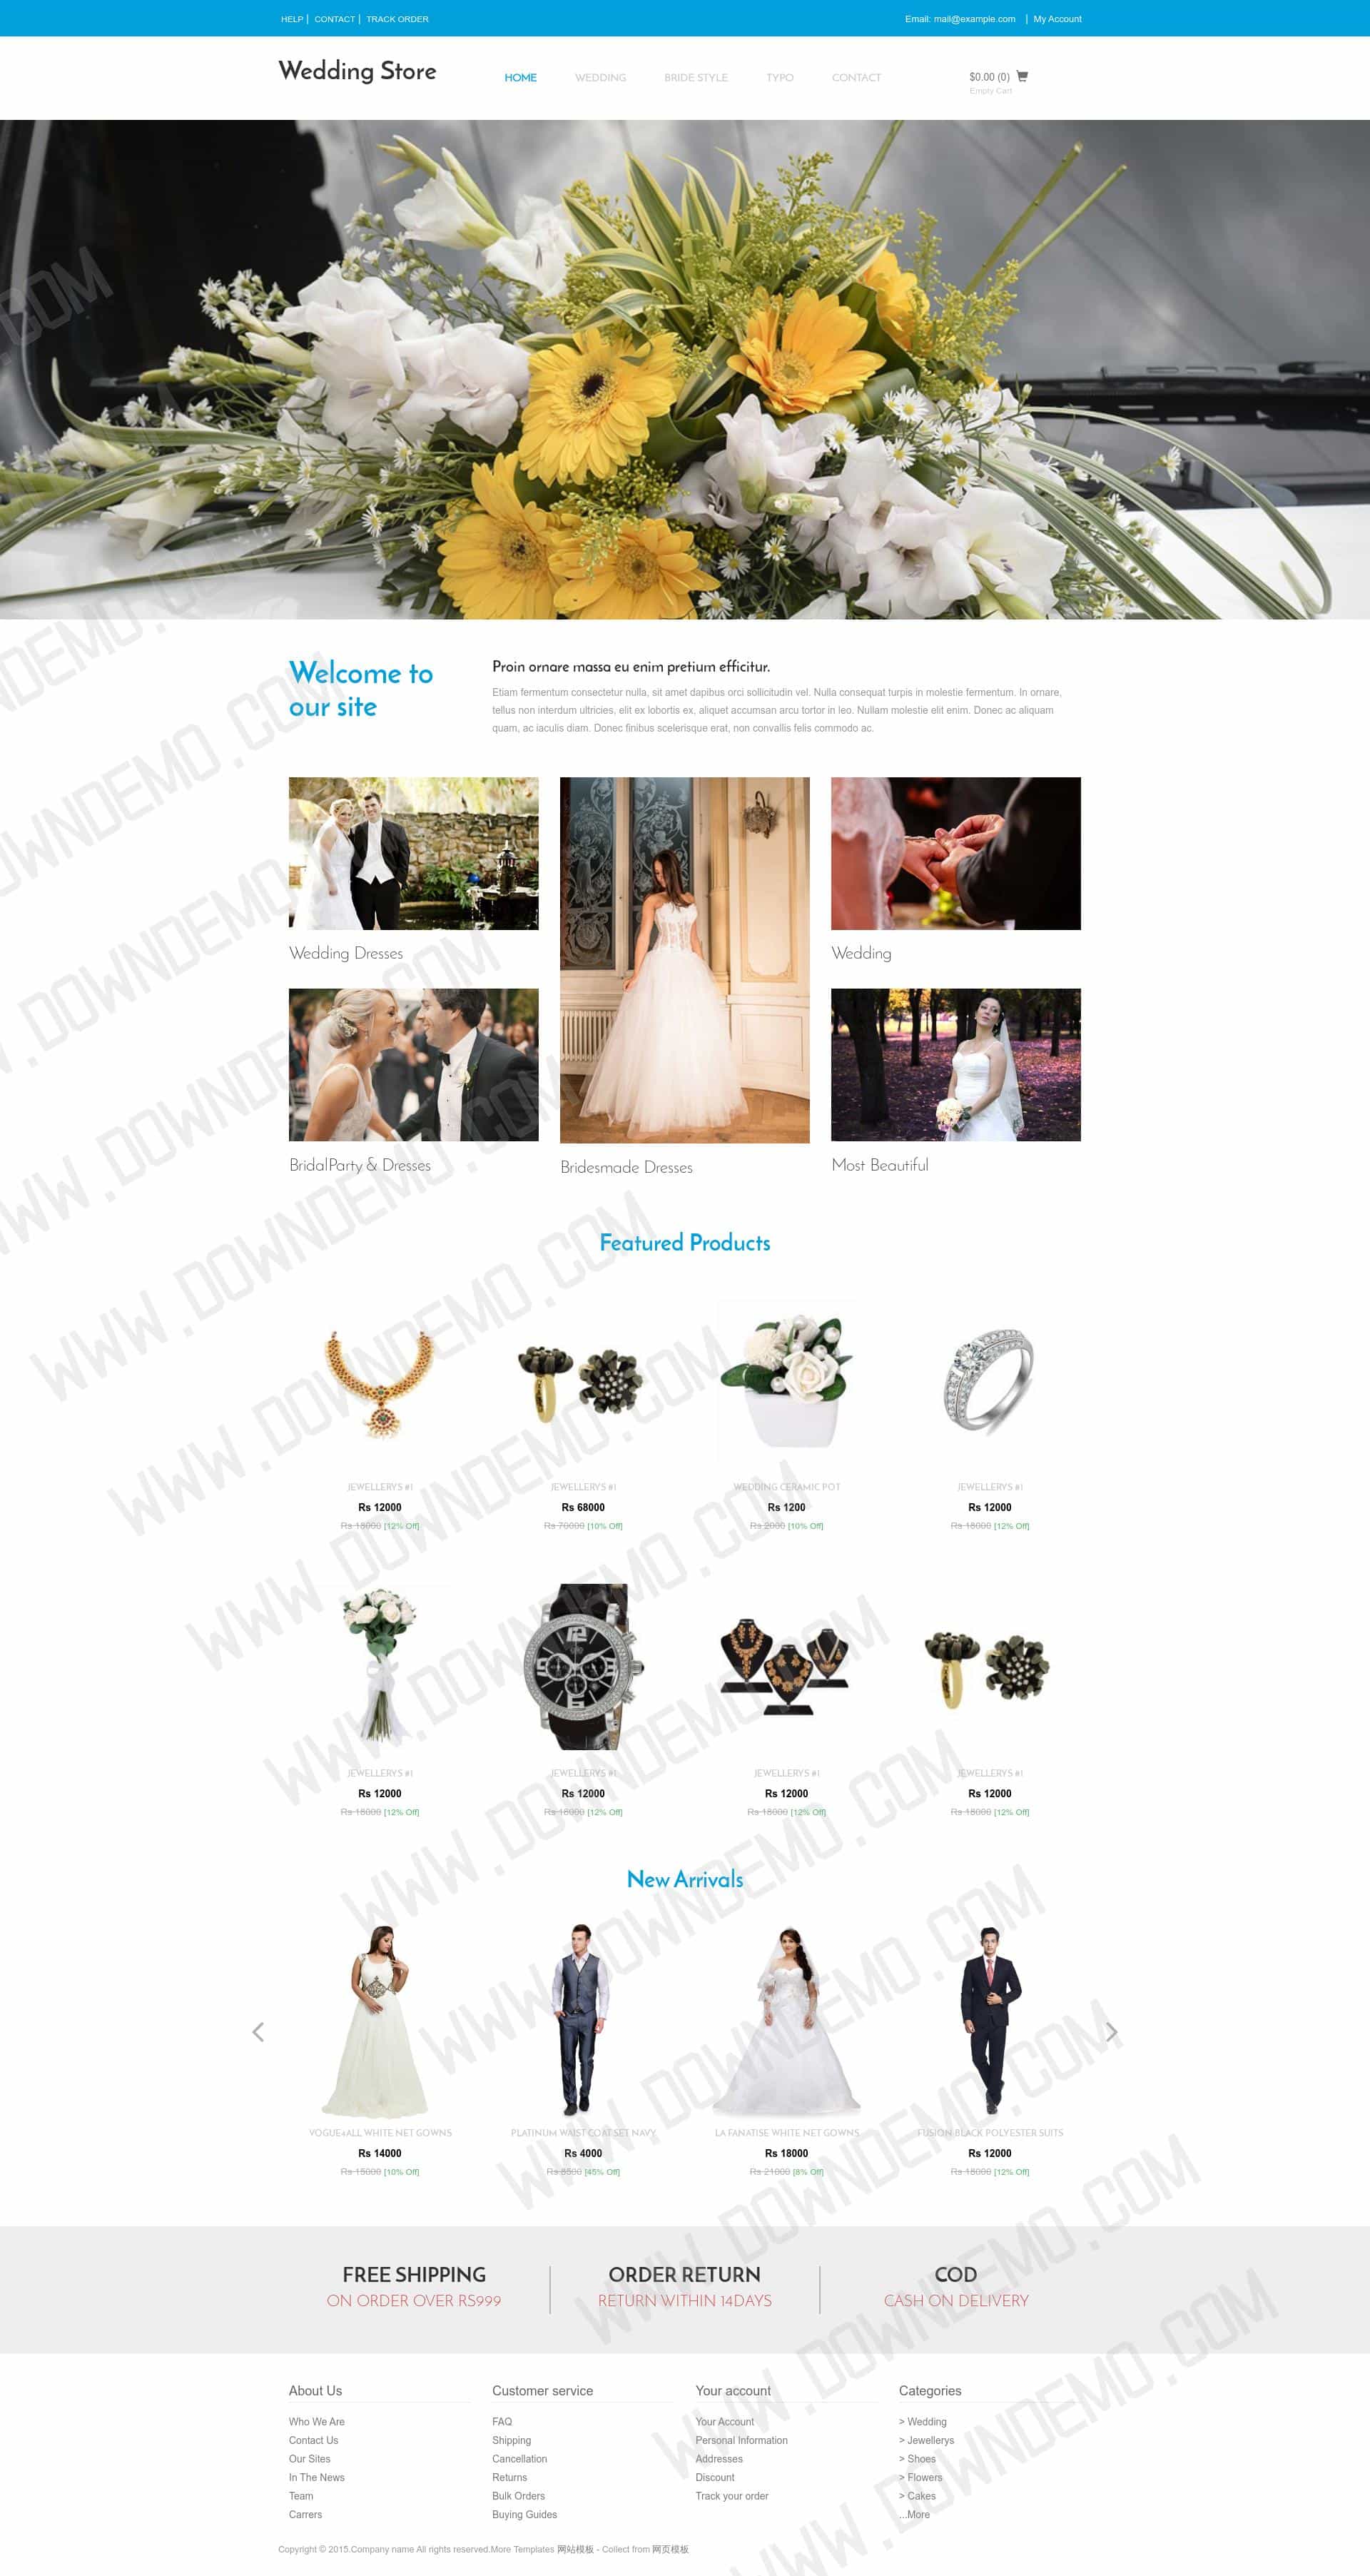 HELP | CONTACT | TRACK ORDER
Email: mail@example.com | My Account
Wedding Store
HOME WEDDING BRIDE STYLE TYPO CONTACT
$0.00 (0)
Empty Cart
Welcome to
our site
Proin ornare massa eu enim pretium efficitur.
Etiam fermentum consectetur nulla, sit amet dapibus orci sollicitudin vel. Nulla consequat turpis in molestie fermentum. In ornare,
tellus non interdum ultricies, elit ex lobortis ex, aliquet accumsan arcu tortor in leo. Nullam molestie elit enim. Donec ac aliquam
quam, ac iaculis diam. Donec finibus scelerisque erat, non convallis felis commodo ac.
Wedding Dresses
Wedding
BridalParty & Dresses
Bridesmade Dresses
Most Beautiful
Featured Products
JEWELLERYS #1
Rs 12000
Rs 18000 [12% Off]
JEWELLERYS #1
Rs 68000
Rs 70000 [10% Off]
WEDDING CERAMIC POT
Rs 1200
Rs 2000 [10% Off]
JEWELLERYS #1
Rs 12000
Rs 18000 [12% Off]
JEWELLERYS #1
Rs 12000
Rs 18000 [12% Off]
JEWELLERYS #1
Rs 12000
Rs 18000 [12% Off]
JEWELLERYS #1
Rs 12000
Rs 18000 [12% Off]
JEWELLERYS #1
Rs 12000
Rs 18000 [12% Off]
New Arrivals
VOGUE4ALL WHITE NET GOWNS
Rs 14000
Rs 15000 [10% Off]
PLATINUM WAIST COAT SET NAVY
Rs 4000
Rs 8500 [45% Off]
LA FANATISE WHITE NET GOWNS
Rs 18000
Rs 21000 [8% Off]
FUSION BLACK POLYESTER SUITS
Rs 12000
Rs 18000 [12% Off]
FREE SHIPPING
ON ORDER OVER RS999
ORDER RETURN
RETURN WITHIN 14DAYS
COD
CASH ON DELIVERY
About Us
Who We Are
Contact Us
Our Sites
In The News
Team
Carrers
Customer service
FAQ
Shipping
Cancellation
Returns
Bulk Orders
Buying Guides
Your account
Your Account
Personal Information
Addresses
Discount
Track your order
Categories
> Wedding
> Jewellerys
> Shoes
> Flowers
> Cakes
...More
Copyright © 2015.Company name All rights reserved.More Templates 网站模板 - Collect from 网页模板
WWW.DOWNDEMO.COM